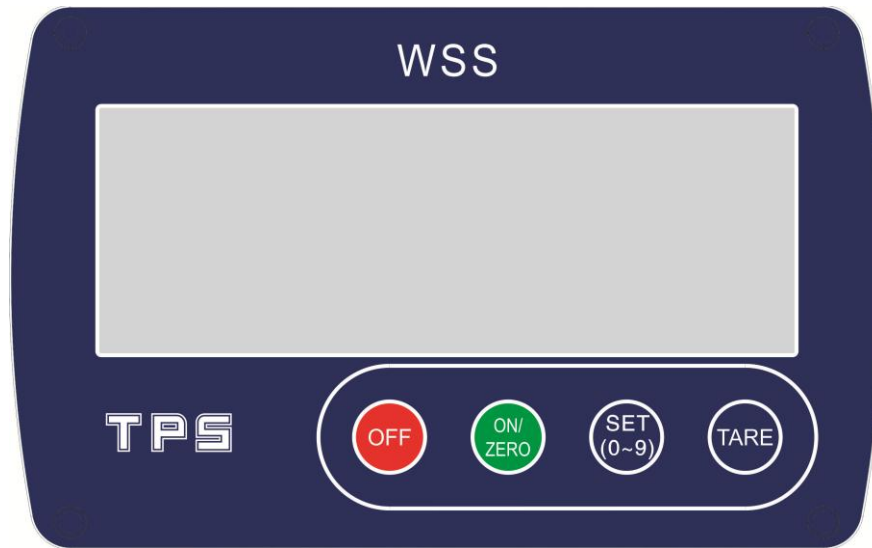 WSS
TPS
OFF
ON/
ZERO
SET
(0~9)
TARE